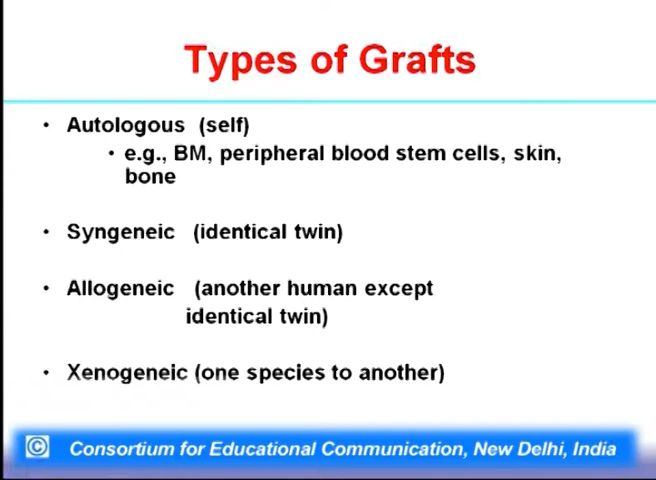 Types of Grafts
• Autologous (self)
• e.g., BM, peripheral blood stem cells, skin,
bone
• Syngeneic (identical twin)
• Allogeneic (another human except
identical twin)
• Xenogeneic (one species to another)
© Consortium for Educational Communication, New Delhi, India